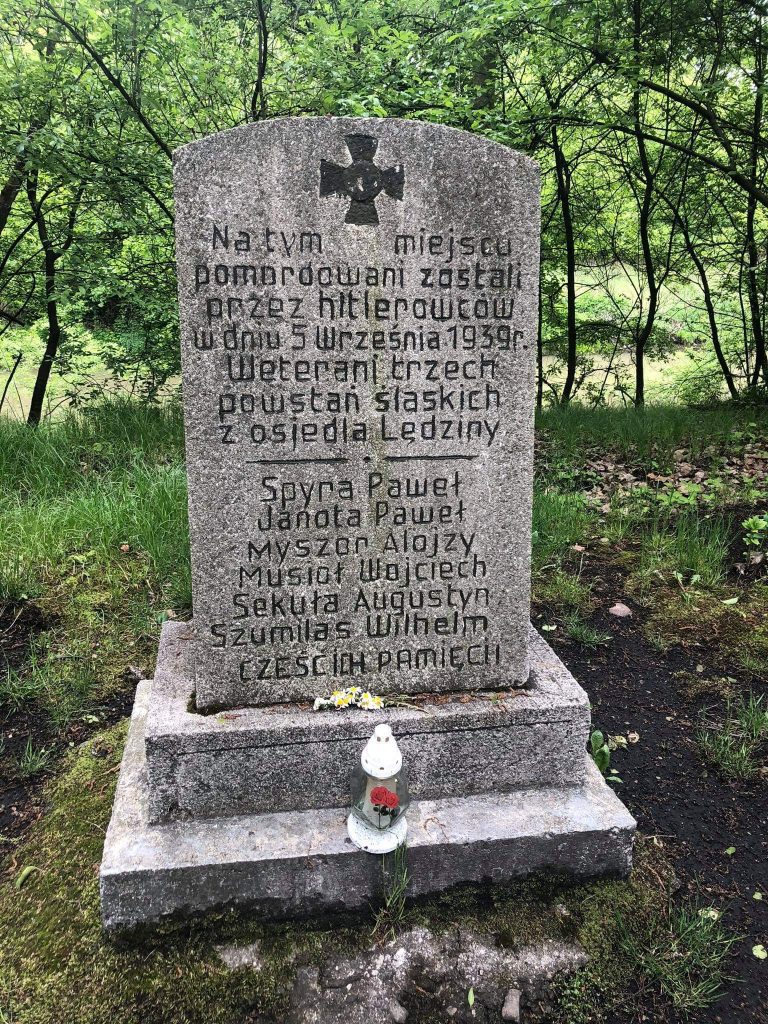 Na tym miejscu
pomordowani zostali
przez hitlerowców
w dniu 5 Września 1939 r.
Weterani trzech
powstań śląskich
z osiedla Lędziny
Spyra Paweł
Janota Paweł
Myszor Alojzy
Musioł Wojciech
Sekuła Augustyn
Szumilas Wilhelm
CZEŚĆ ICH PAMIĘCI